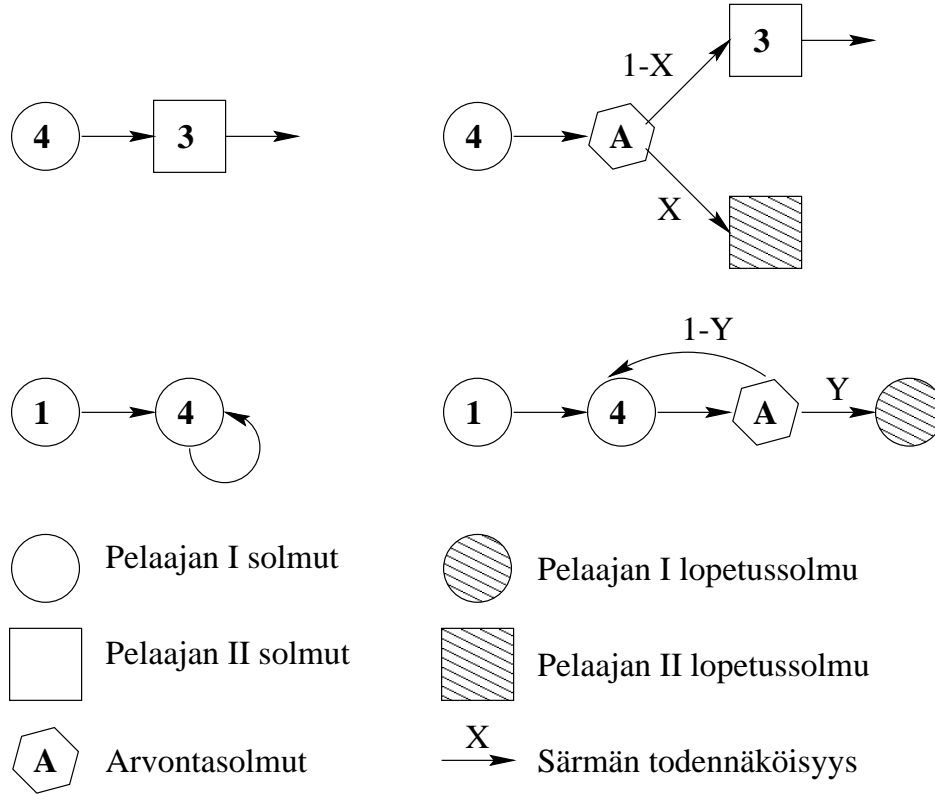 3
1-X
4 3 4 A
X
1-Y
1 4 1 4 A Y
Pelaajan I solmut
Pelaajan I lopetussolmu
Pelaajan II solmut
Pelaajan II lopetussolmu
X
A Arvontasolmut
Särmän todennäköisyys